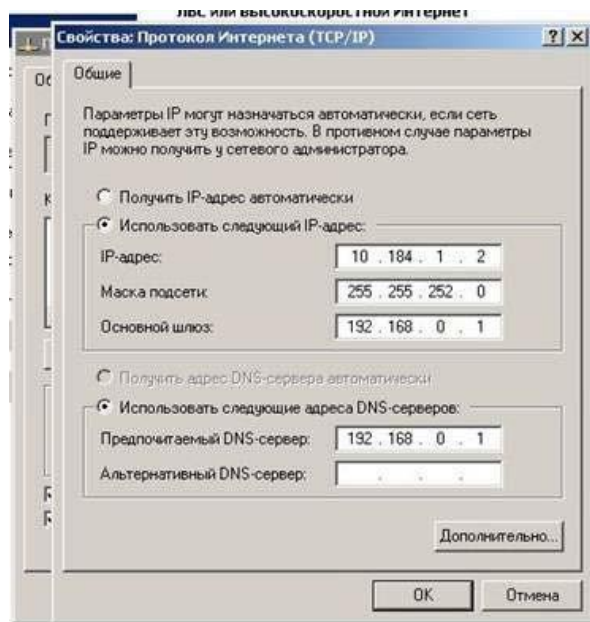 ЛВС или высокоскоростной Интернет
Свойства: Протокол Интернета (TCP/IP)
Общие
Параметры IP могут назначаться автоматически, если сеть
поддерживает эту возможность. В противном случае параметры
IP можно получить у сетевого администратора.
Получить IP-адрес автоматически
Использовать следующий IP-адрес:
IP-адрес: 10 . 184 . 1 . 2
Маска подсети: 255 . 255 . 252 . 0
Основной шлюз: 192 . 168 . 0 . 1
Получить адрес DNS-сервера автоматически
Использовать следующие адреса DNS-серверов:
Предпочитаемый DNS-сервер: 192 . 168 . 0 . 1
Альтернативный DNS-сервер: . . .
Дополнительно...
OK Отмена